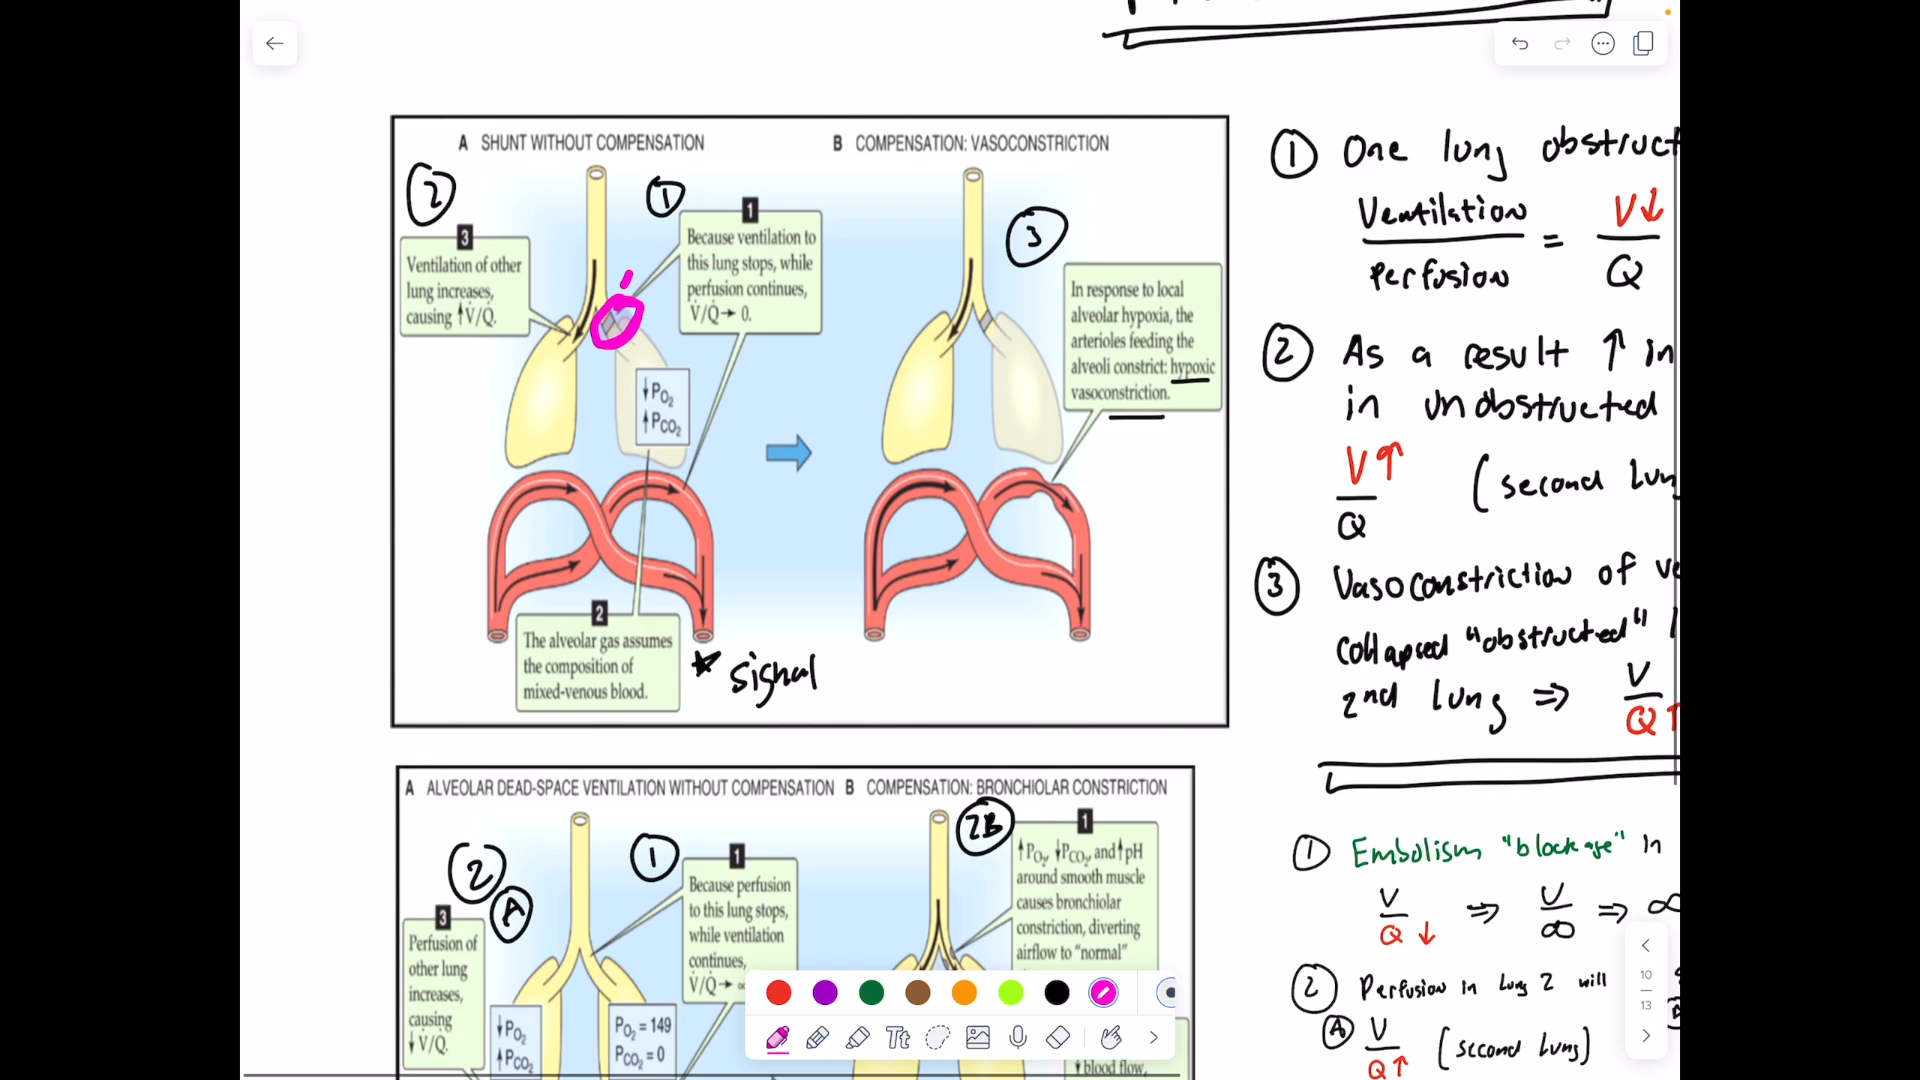 A SHUNT WITHOUT COMPENSATION
B COMPENSATION: VASOCONSTRICTION
2
1
3
3
Ventilation of other
lung increases,
causing ↑V̇/Q̇.
1
Because ventilation to
this lung stops, while
perfusion continues,
V̇/Q̇→ 0.
In response to local
alveolar hypoxia, the
arterioles feeding the
alveoli constrict: hypoxic
vasoconstriction.
↓PO₂
↑PCO₂
2
The alveolar gas assumes
the composition of
mixed-venous blood.
★ signal
① One lung obstruct
Ventilation
Perfusion
=
V↓
Q
② As a result ↑ in
in unobstructed
V↑
Q
(second lun
③ Vasoconstriction of ve
collapsed "obstructed"
2nd lung ⇒
V
Q↑
A ALVEOLAR DEAD-SPACE VENTILATION WITHOUT COMPENSATION
B COMPENSATION: BRONCHIOLAR CONSTRICTION
2
A
1
2B
3
Perfusion of
other lung
increases,
causing
↓V̇/Q̇.
1
Because perfusion
to this lung stops,
while ventilation
continues,
V̇/Q̇→ ∞
1
↑PO₂, ↓PCO₂, and ↑pH
around smooth muscle
causes bronchiolar
constriction, diverting
airflow to “normal”
↓PO₂
↑PCO₂
PO₂ = 149
PCO₂ = 0
↓blood flow,
① Embolism "blockage" in
V
Q ↓
⇒
V
∞
⇒ ∞
② Perfusion in lung 2 will
A
V
Q↑
(second lung)
Tt
10
13